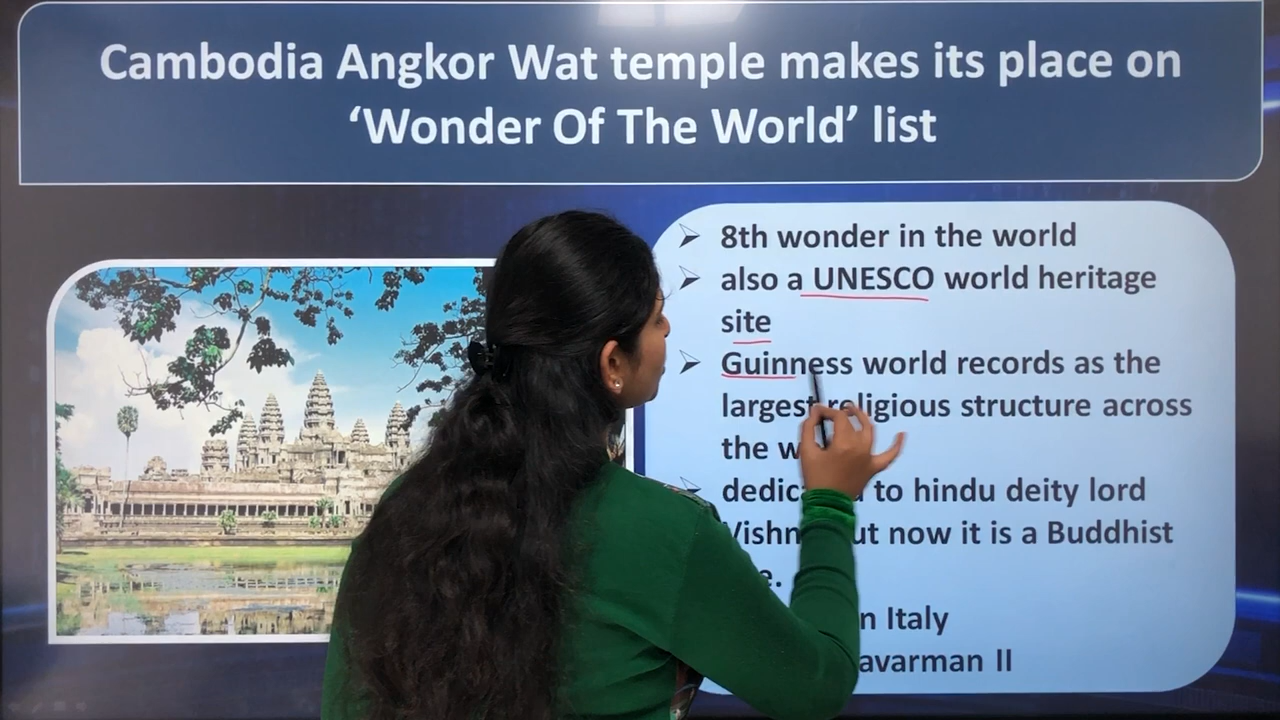 Cambodia Angkor Wat temple makes its place on
‘Wonder Of The World’ list
➢ 8th wonder in the world
➢ also a UNESCO world heritage
site
➢ Guinness world records as the
largest religious structure across
the
➢ to hindu deity lord
now it is a Buddhist
Italy
II